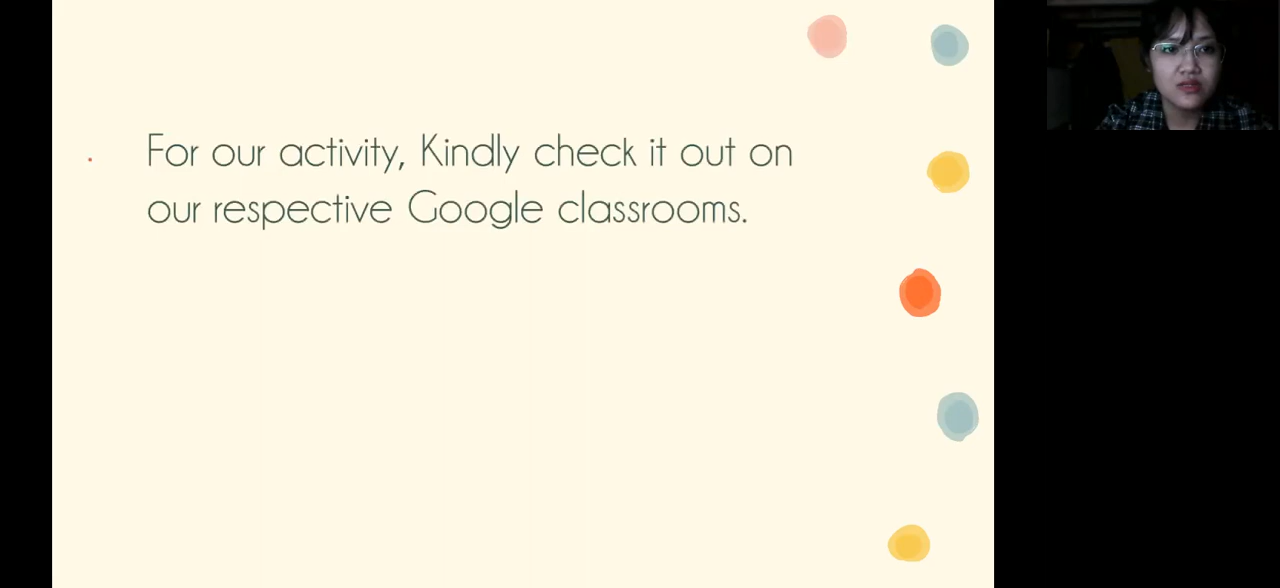 For our activity, Kindly check it out on
our respective Google classrooms.